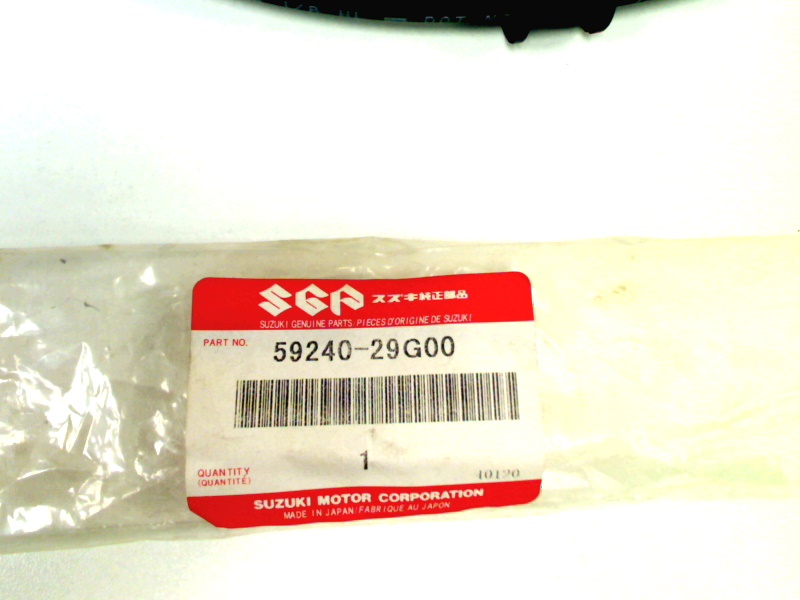 SGP スズキ純正部品
SUZUKI GENUINE PARTS/PIECES D'ORIGINE DE SUZUKI
PART NO. 59240-29G00
1
QUANTITY
(QUANTITÉ)
40120
SUZUKI MOTOR CORPORATION
MADE IN JAPAN/FABRIQUE AU JAPON